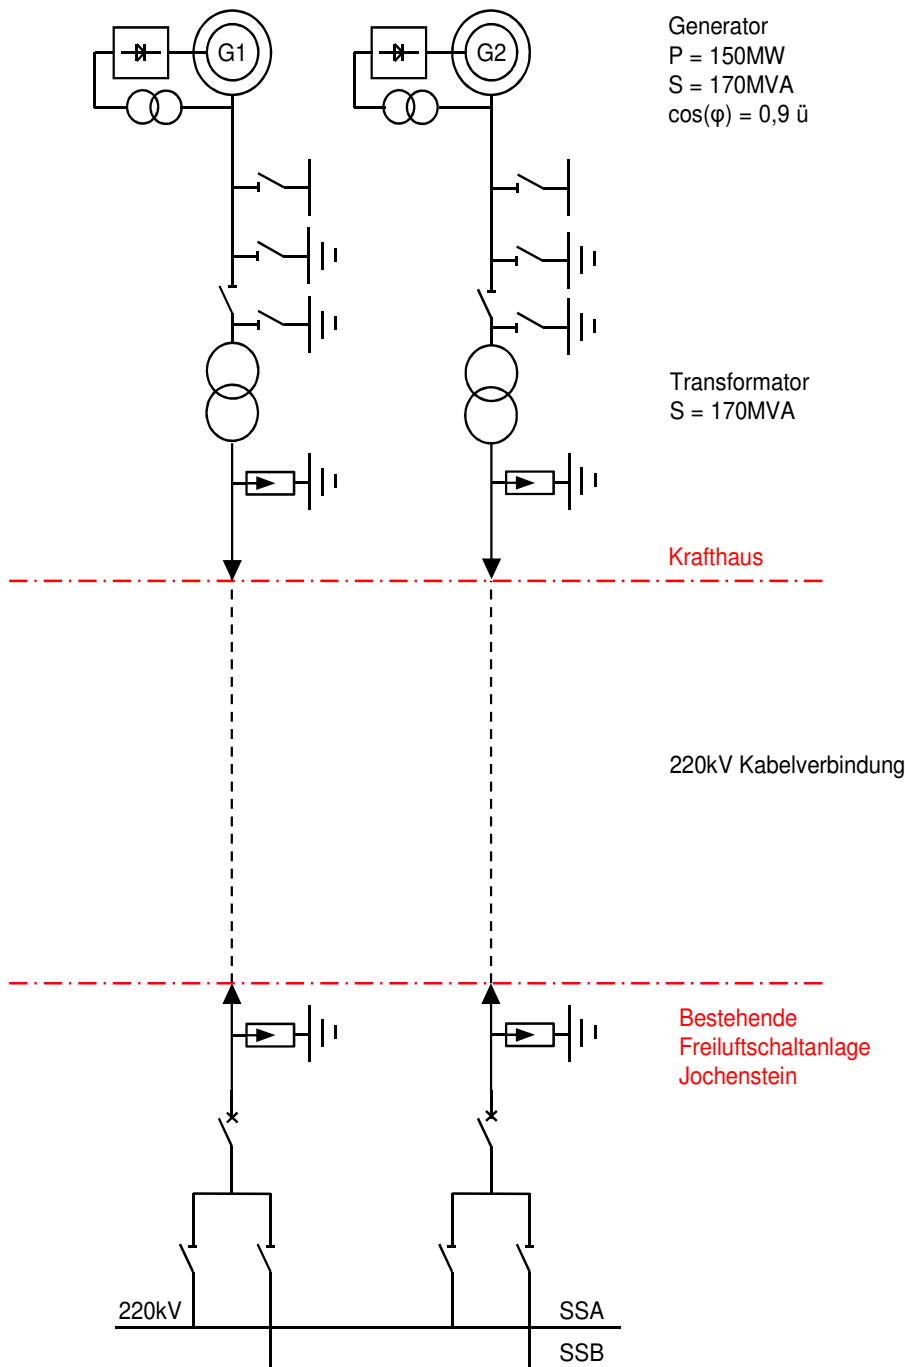 G1
G2
Generator
P = 150MW
S = 170MVA
cos(φ) = 0,9 ü
Transformator
S = 170MVA
Krafthaus
220kV Kabelverbindung
Bestehende
Freiluftschaltanlage
Jochenstein
220kV
SSA
SSB